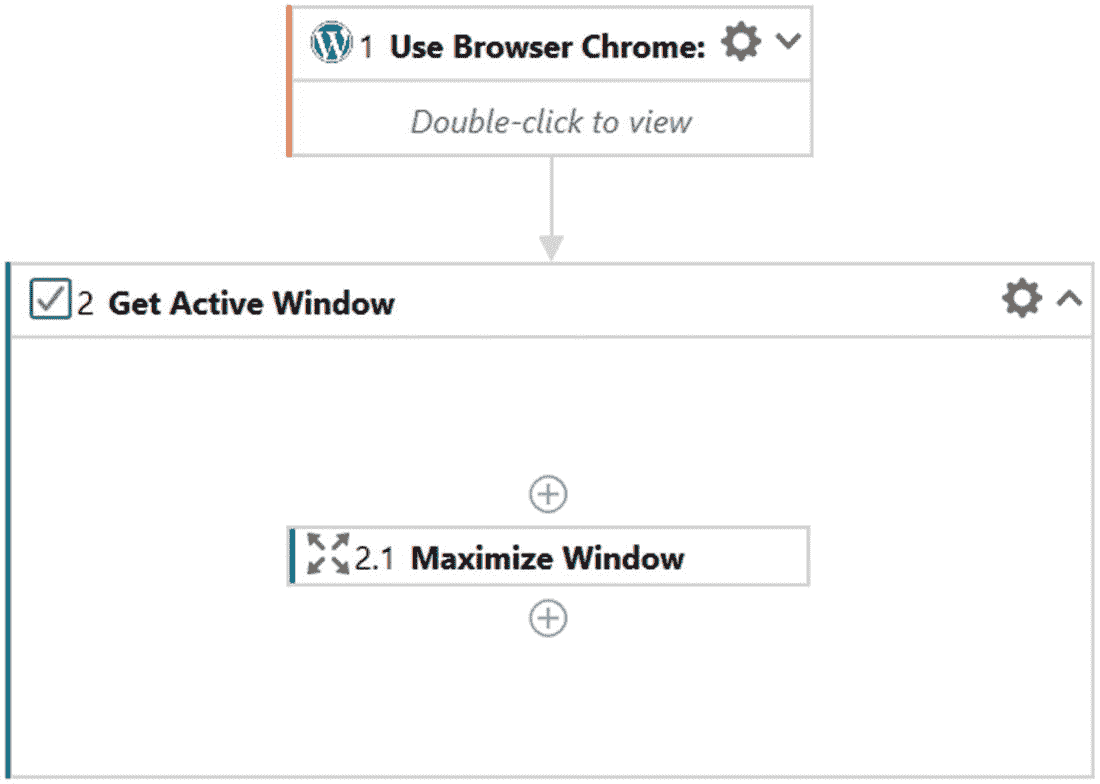 1 Use Browser Chrome:
Double-click to view
2 Get Active Window
2.1 Maximize Window